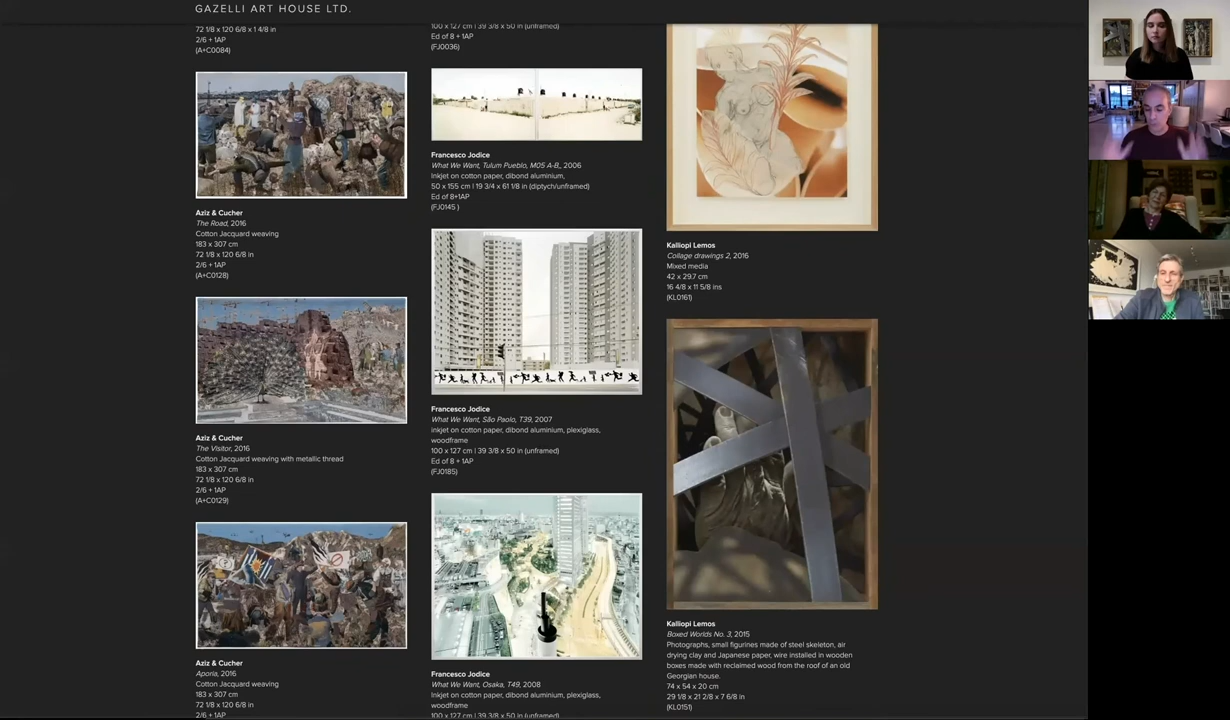 GAZELLI ART HOUSE LTD.
72 1/8 x 120 6/8 x 1 4/8 in
2/6 + 1AP
(A+C0084)
Aziz & Cucher
The Road, 2016
Cotton Jacquard weaving
183 x 307 cm
72 1/8 x 120 6/8 in
2/6 + 1AP
(A+C0128)
Aziz & Cucher
The Visitor, 2016
Cotton Jacquard weaving with metallic thread
183 x 307 cm
72 1/8 x 120 6/8 in
2/6 + 1AP
(A+C0129)
Aziz & Cucher
Aporia, 2016
Cotton Jacquard weaving
183 x 307 cm
72 1/8 x 120 6/8 in
2/6 + 1AP
100 x 127 cm | 39 3/8 x 50 in (unframed)
Ed of 8 + 1AP
(FJ0036)
Francesco Jodice
What We Want, Tulum Pueblo, M05 A-B,, 2006
Inkjet on cotton paper, dibond aluminium,
50 x 155 cm | 19 3/4 x 61 1/8 in (diptych/unframed)
Ed of 8+1AP
(FJ0145 )
Francesco Jodice
What We Want, São Paolo, T39, 2007
inkjet on cotton paper, dibond aluminium, plexiglass,
woodframe
100 x 127 cm | 39 3/8 x 50 in (unframed)
Ed of 8 + 1AP
(FJ0185)
Francesco Jodice
What We Want, Osaka, T49, 2008
Inkjet on cotton paper, dibond aluminium, plexiglass,
woodframe
100 x 127 cm | 39 3/8 x 50 in (unframed)
Kalliopi Lemos
Collage drawings 2, 2016
Mixed media
42 x 29.7 cm
16 4/8 x 11 5/8 ins
(KL0161)
Kalliopi Lemos
Boxed Worlds No. 3, 2015
Photographs, small figurines made of steel skeleton, air
drying clay and Japanese paper, wire installed in wooden
boxes made with reclaimed wood from the roof of an old
Georgian house.
74 x 54 x 20 cm
29 1/8 x 21 2/8 x 7 6/8 in
(KL0151)